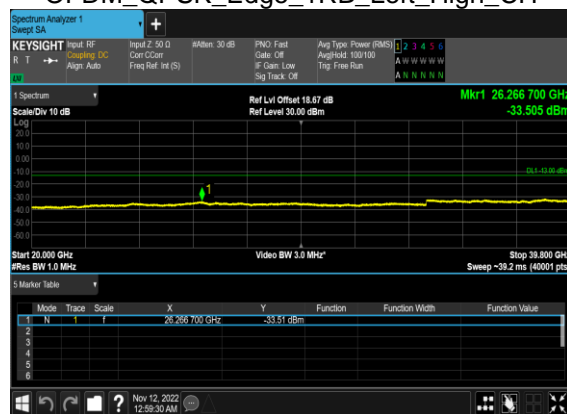 OFDM_QPSK_Edge_1RB_Left_High_CH
Spectrum Analyzer 1
Swept SA
KEYSIGHT
R T
LW
Input: RF
Coupling: DC
Align: Auto
Input Z: 50 Ω
Corr CCorr
Freq Ref: Int (S)
#Atten: 30 dB
PNO: Fast
Gate: Off
IF Gain: Low
Sig Track: Off
Avg Type: Power (RMS)
Avg|Hold: 100/100
Trig: Free Run
1 2 3 4 5 6
A W W W W W
A N N N N N
1 Spectrum
Scale/Div 10 dB
Ref Lvl Offset 18.67 dB
Ref Level 30.00 dBm
Mkr1 26.266 700 GHz
-33.505 dBm
Log
20.0
10.0
0.00
-10.0
-20.0
-30.0
-40.0
-50.0
-60.0
DL1 -13.00 dBm
1
Start 20.000 GHz
#Res BW 1.0 MHz
Video BW 3.0 MHz*
Stop 39.800 GHz
Sweep ~39.2 ms (40001 pts)
5 Marker Table
Mode Trace Scale X Y Function Function Width Function Value
1 N 1 f 26.266 700 GHz -33.51 dBm
2
3
4
5
6
Nov 12, 2022
12:59:30 AM